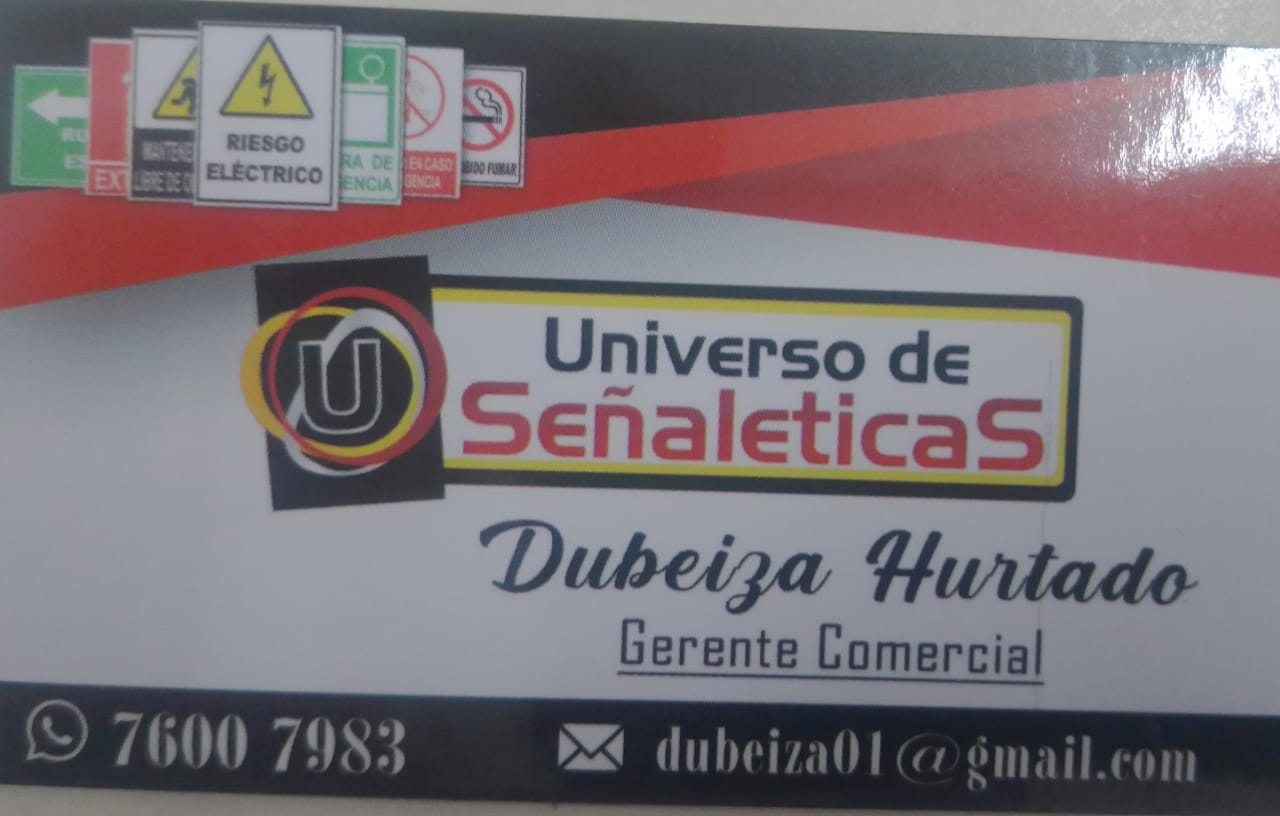 RIESGO
ELÉCTRICO
Universo de
SeñaleticaS
Dubeiza Hurtado
Gerente Comercial
7600 7983
dubeiza01@gmail.com